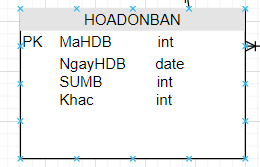 HOADONBAN
PK MaHDB int
NgayHDB date
SUMB int
Khac int